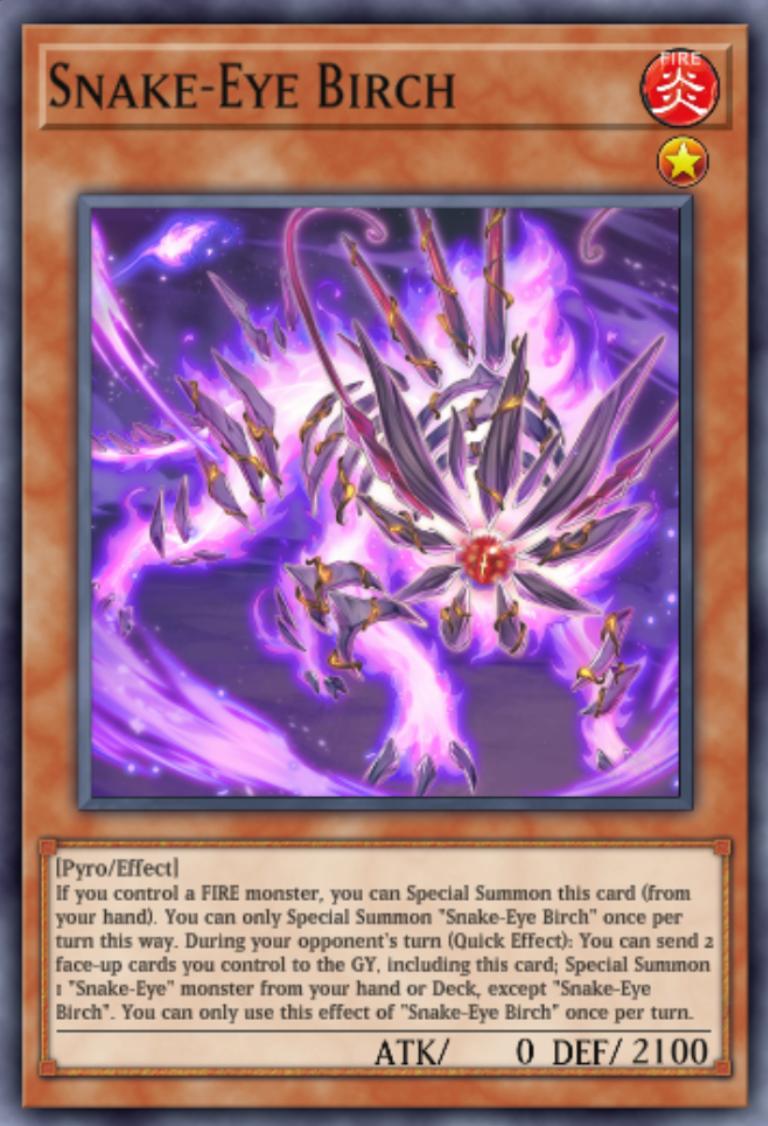 Snake-Eye Birch
FIRE
炎
[Pyro/Effect]
If you control a FIRE monster, you can Special Summon this card (from
your hand). You can only Special Summon "Snake-Eye Birch" once per
turn this way. During your opponent's turn (Quick Effect): You can send 2
face-up cards you control to the GY, including this card; Special Summon
1 "Snake-Eye" monster from your hand or Deck, except "Snake-Eye
Birch". You can only use this effect of "Snake-Eye Birch" once per turn.
ATK/ 0 DEF/ 2100